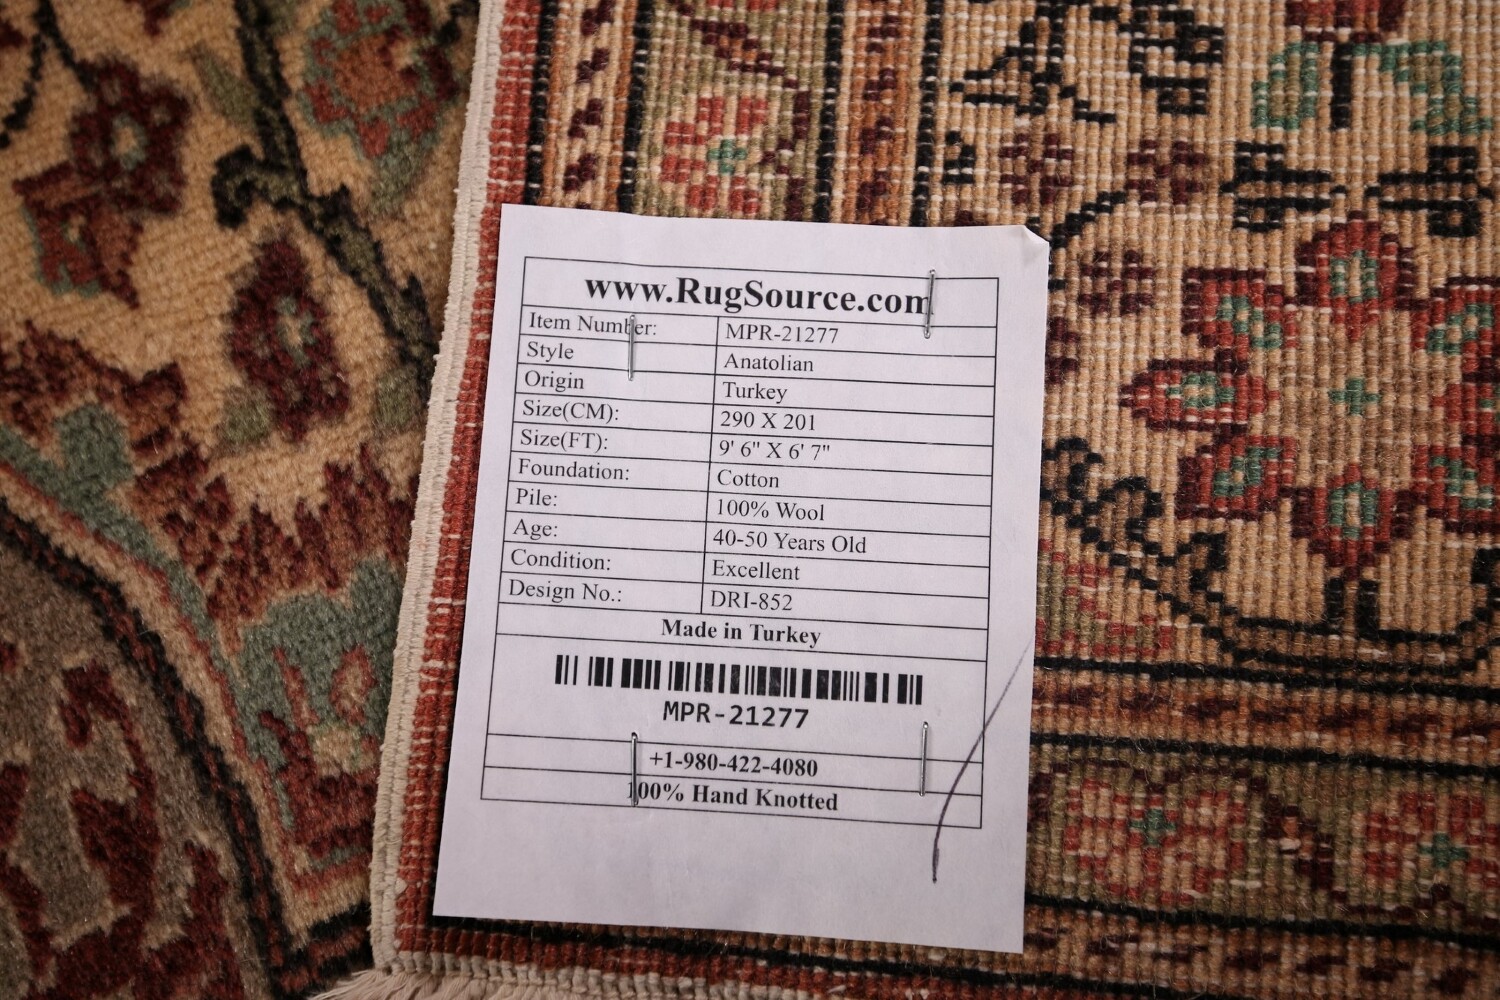 www.RugSource.com
Item Number: MPR-21277
Style Anatolian
Origin Turkey
Size(CM): 290 X 201
Size(FT): 9' 6" X 6' 7"
Foundation: Cotton
Pile: 100% Wool
Age: 40-50 Years Old
Condition: Excellent
Design No.: DRI-852
Made in Turkey
MPR-21277
+1-980-422-4080
100% Hand Knotted